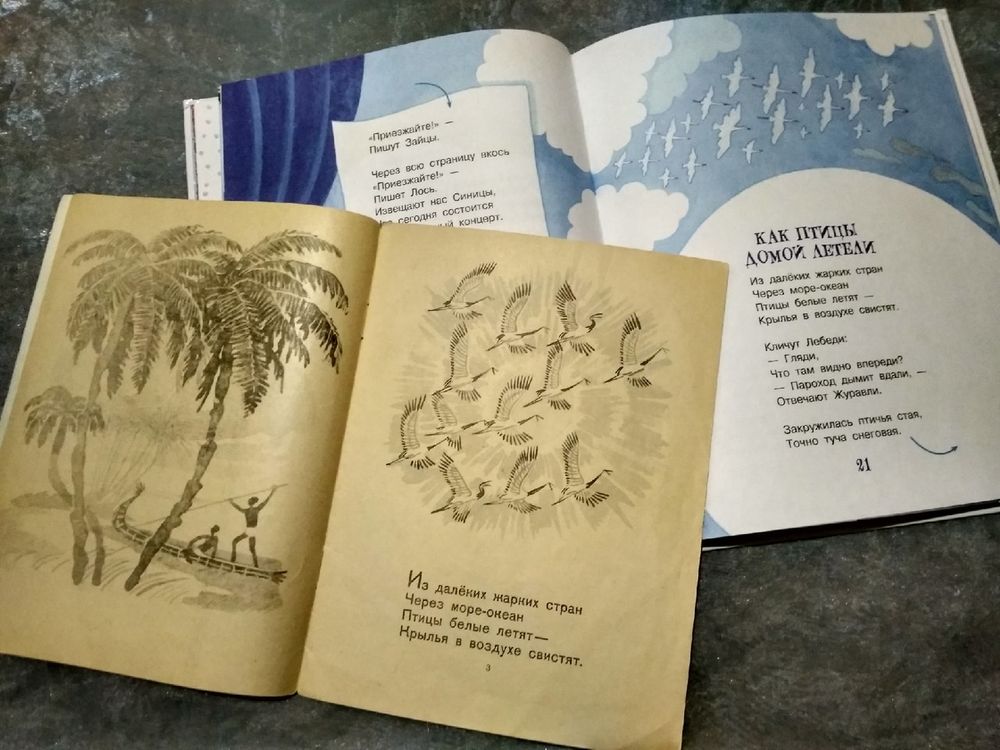 «Приезжайте!» —
Пишут Зайцы.
Через всю страницу вкось
«Приезжайте!» —
Пишет Лось.
Извещают нас Синицы,
Что сегодня состоится
концерт.
КАК ПТИЦЫ
ДОМОЙ ЛЕТЕЛИ
Из далёких жарких стран
Через море-океан
Птицы белые летят —
Крылья в воздухе свистят.
Кличут Лебеди:
— Гляди,
Что там видно впереди?
— Пароход дымит вдали, —
Отвечают Журавли.
Закружилась птичья стая,
Точно туча снеговая.
21
Из далёких жарких стран
Через море-океан
Птицы белые летят—
Крылья в воздухе свистят.
3